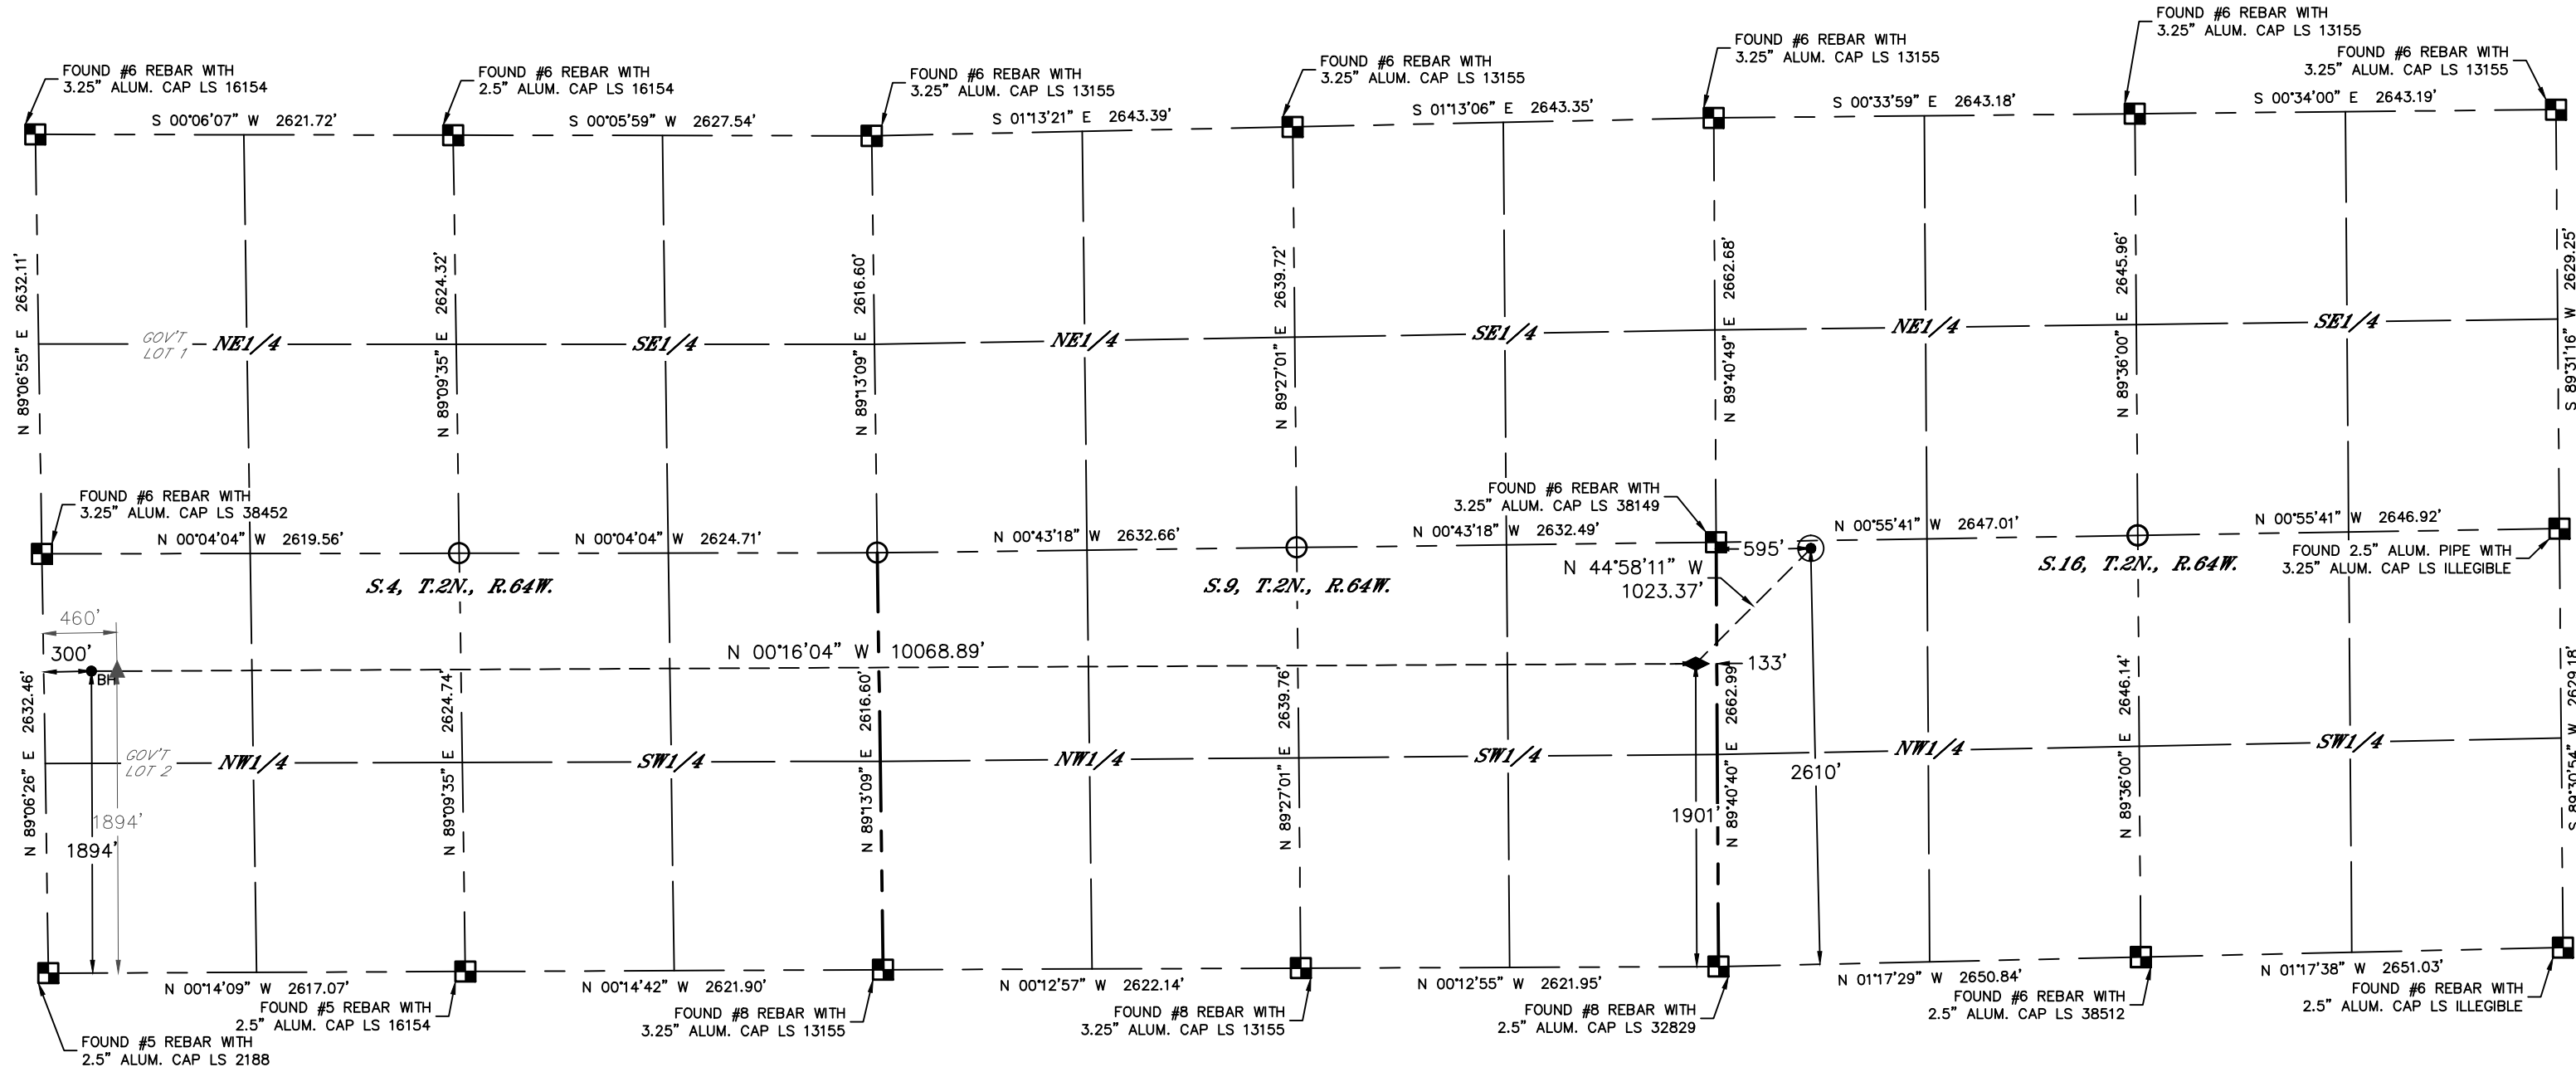 FOUND #6 REBAR WITH
3.25" ALUM. CAP LS 16154
FOUND #6 REBAR WITH
2.5" ALUM. CAP LS 16154
FOUND #6 REBAR WITH
3.25" ALUM. CAP LS 13155
FOUND #6 REBAR WITH
3.25" ALUM. CAP LS 13155
FOUND #6 REBAR WITH
3.25" ALUM. CAP LS 13155
FOUND #6 REBAR WITH
3.25" ALUM. CAP LS 13155
FOUND #6 REBAR WITH
3.25" ALUM. CAP LS 13155
S 00°06'07" W 2621.72'
S 00°05'59" W 2627.54'
S 01°13'21" E 2643.39'
S 01°13'06" E 2643.35'
S 00°33'59" E 2643.18'
S 00°34'00" E 2643.19'
N 89°06'55" E 2632.11'
N 89°09'35" E 2624.32'
N 89°13'09" E 2616.60'
N 89°27'01" E 2639.72'
N 89°40'49" E 2662.68'
N 89°36'00" E 2645.96'
S 89°31'16" W 2629.25'
GOV'T
LOT 1
NE1/4
SE1/4
NE1/4
SE1/4
NE1/4
SE1/4
FOUND #6 REBAR WITH
3.25" ALUM. CAP LS 38452
FOUND #6 REBAR WITH
3.25" ALUM. CAP LS 38149
N 00°04'04" W 2619.56'
N 00°04'04" W 2624.71'
N 00°43'18" W 2632.66'
N 00°43'18" W 2632.49'
N 00°55'41" W 2647.01'
N 00°55'41" W 2646.92'
FOUND 2.5" ALUM. PIPE WITH
3.25" ALUM. CAP LS ILLEGIBLE
595'
N 44°58'11" W
1023.37'
S.4, T.2N., R.64W.
S.9, T.2N., R.64W.
S.16, T.2N., R.64W.
460'
300'
BH
N 00°16'04" W 10068.89'
133'
N 89°06'26" E 2632.46'
N 89°09'35" E 2624.74'
N 89°13'09" E 2616.60'
N 89°27'01" E 2639.76'
N 89°40'40" E 2662.99'
N 89°36'00" E 2646.14'
S 89°30'54" W 2629.18'
GOV'T
LOT 2
NW1/4
SW1/4
NW1/4
SW1/4
NW1/4
SW1/4
1894'
1894'
1901'
2610'
N 00°14'09" W 2617.07'
N 00°14'42" W 2621.90'
N 00°12'57" W 2622.14'
N 00°12'55" W 2621.95'
N 01°17'29" W 2650.84'
N 01°17'38" W 2651.03'
FOUND #5 REBAR WITH
2.5" ALUM. CAP LS 2188
FOUND #5 REBAR WITH
2.5" ALUM. CAP LS 16154
FOUND #8 REBAR WITH
3.25" ALUM. CAP LS 13155
FOUND #8 REBAR WITH
3.25" ALUM. CAP LS 13155
FOUND #8 REBAR WITH
2.5" ALUM. CAP LS 32829
FOUND #6 REBAR WITH
2.5" ALUM. CAP LS 38512
FOUND #6 REBAR WITH
2.5" ALUM. CAP LS ILLEGIBLE